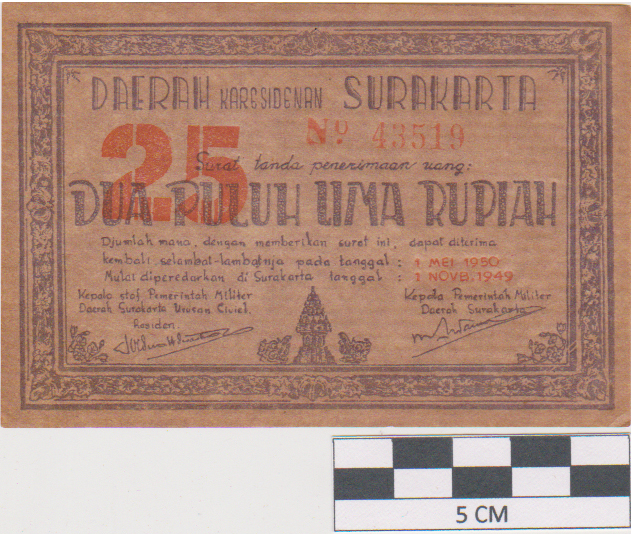 DAERAH KARESIDENAN SURAKARTA
25
Nº 43519
Surat tanda penerimaan uang:
DUA PULUH LIMA RUPIAH
Djumlah mana, dengan memberikan surat ini, dapat diterima
kembali selambat-lambatnja pada tanggal : 1 MEI 1950
Mulai diperedarkan di Surakarta tanggal : 1 NOVB. 1949
Kepala staf Pemerintah Militer
Daerah Surakarta Urusan Civiel.
Residen.
Kepala Pemerintah Militer
Daerah Surakarta
5 CM